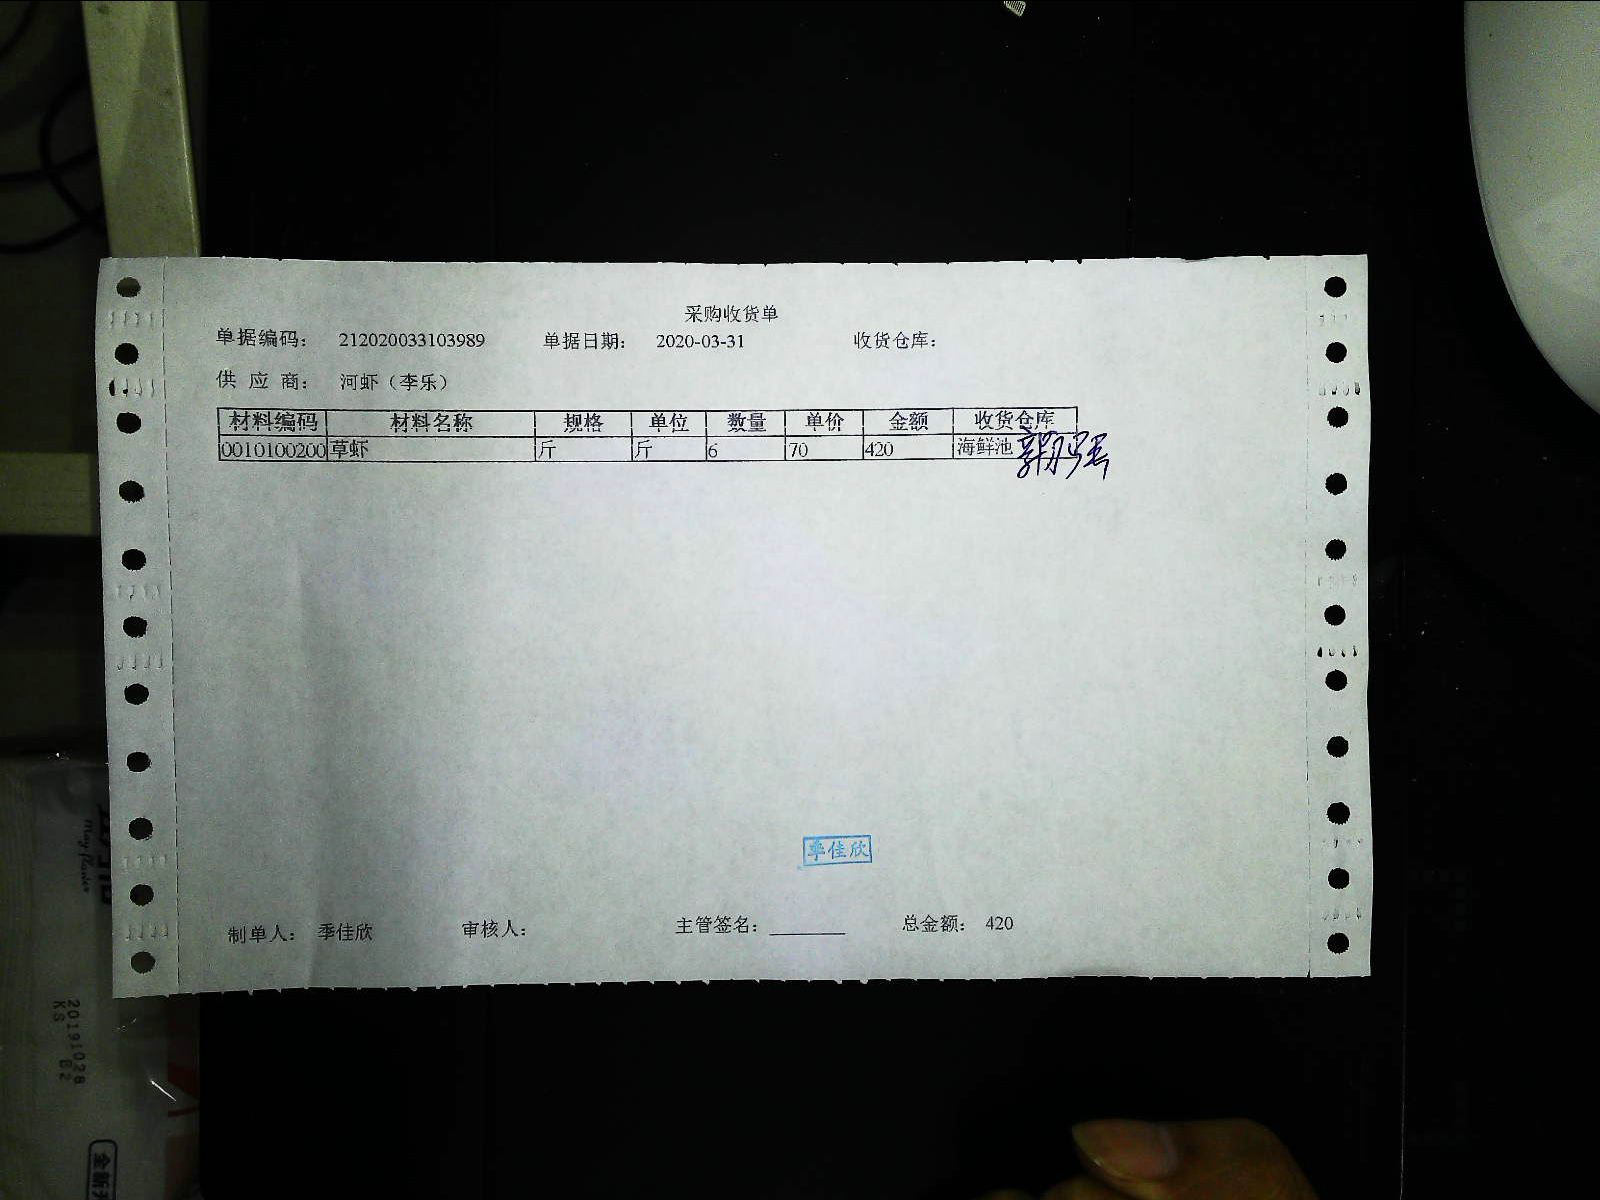 采购收货单
单据编码： 212020033103989 单据日期： 2020-03-31 收货仓库：
供 应 商： 河虾（李乐）
材料编码 材料名称 规格 单位 数量 单价 金额 收货仓库
0010100200 草虾 斤 斤 6 70 420 海鲜池
季佳欣
制单人： 季佳欣 审核人： 主管签名： 总金额： 420
20191028
KS B2